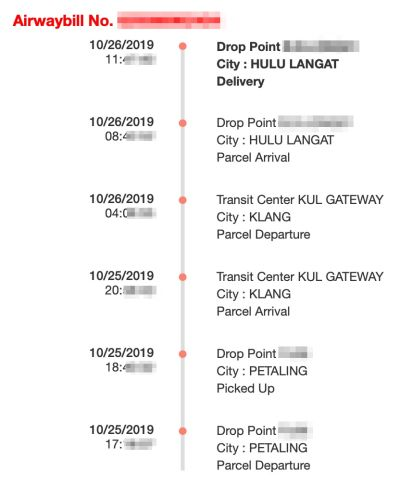 Airwaybill No.
10/26/2019
11:
Drop Point
City : HULU LANGAT
Delivery
10/26/2019
08:
Drop Point
City : HULU LANGAT
Parcel Arrival
10/26/2019
04:
Transit Center KUL GATEWAY
City : KLANG
Parcel Departure
10/25/2019
20:
Transit Center KUL GATEWAY
City : KLANG
Parcel Arrival
10/25/2019
18:
Drop Point
City : PETALING
Picked Up
10/25/2019
17:
Drop Point
City : PETALING
Parcel Departure